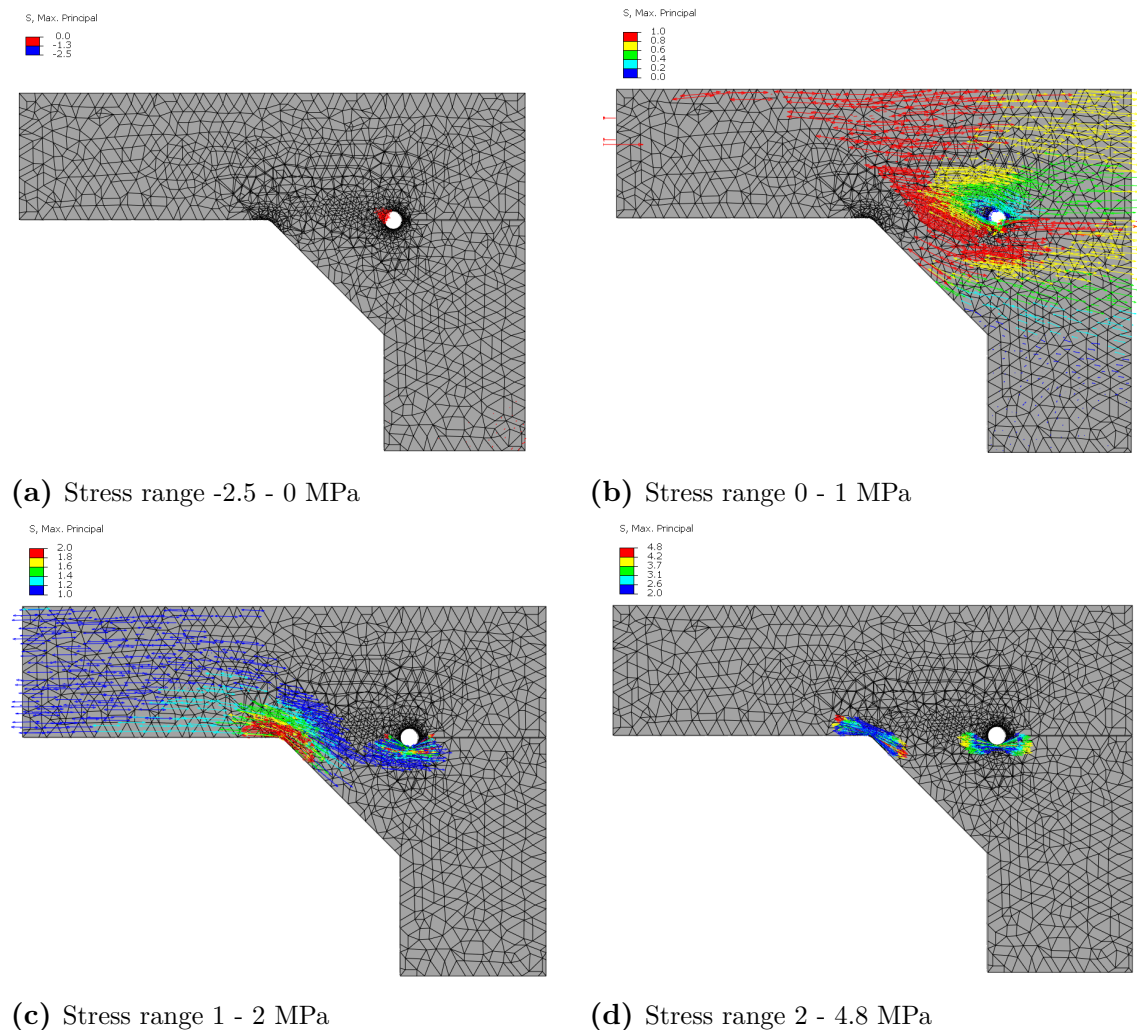 S, Max. Principal
0.0
-1.3
-2.5
(a) Stress range -2.5 - 0 MPa
S, Max. Principal
1.0
0.8
0.6
0.4
0.2
0.0
(b) Stress range 0 - 1 MPa
S, Max. Principal
2.0
1.8
1.6
1.4
1.2
1.0
(c) Stress range 1 - 2 MPa
S, Max. Principal
4.8
4.2
3.7
3.1
2.6
2.0
(d) Stress range 2 - 4.8 MPa